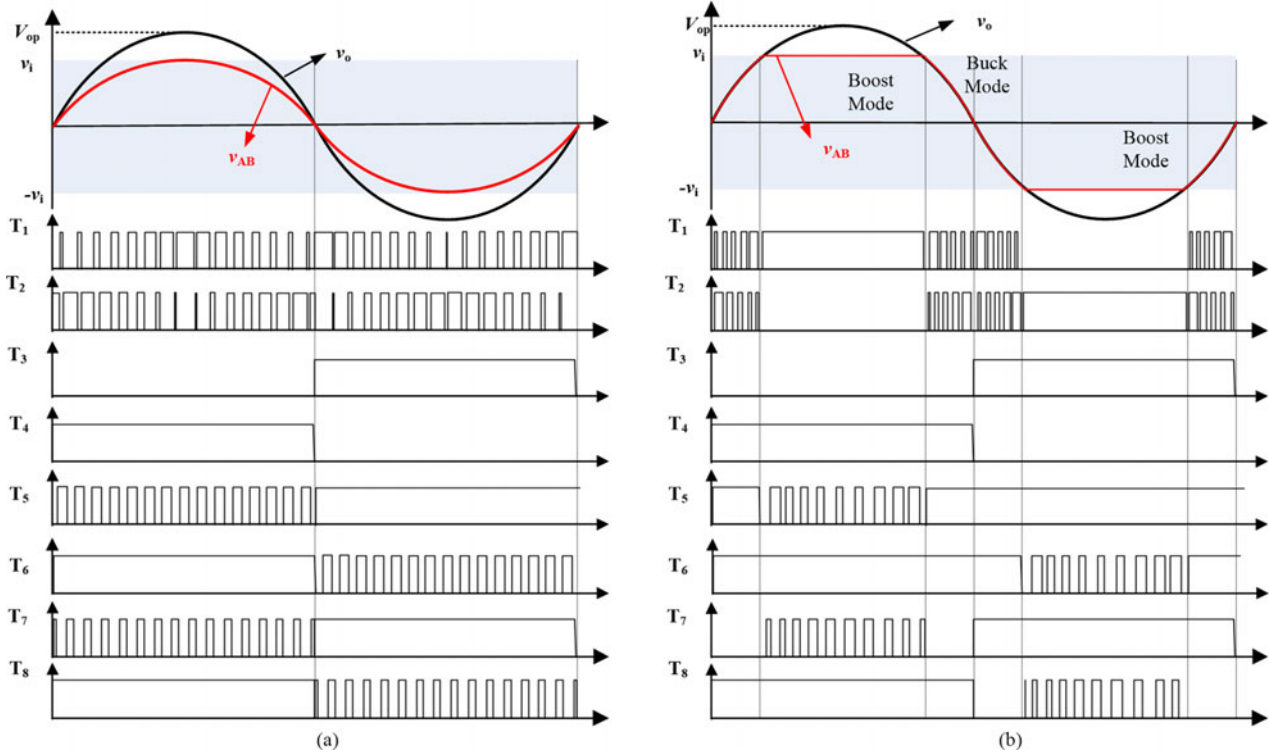 Vop
vi
vo
vAB
-vi
T1
T2
T3
T4
T5
T6
T7
T8
(a)
Vop
vi
vo
Buck
Mode
Boost
Mode
vAB
Boost
Mode
-vi
T1
T2
T3
T4
T5
T6
T7
T8
(b)